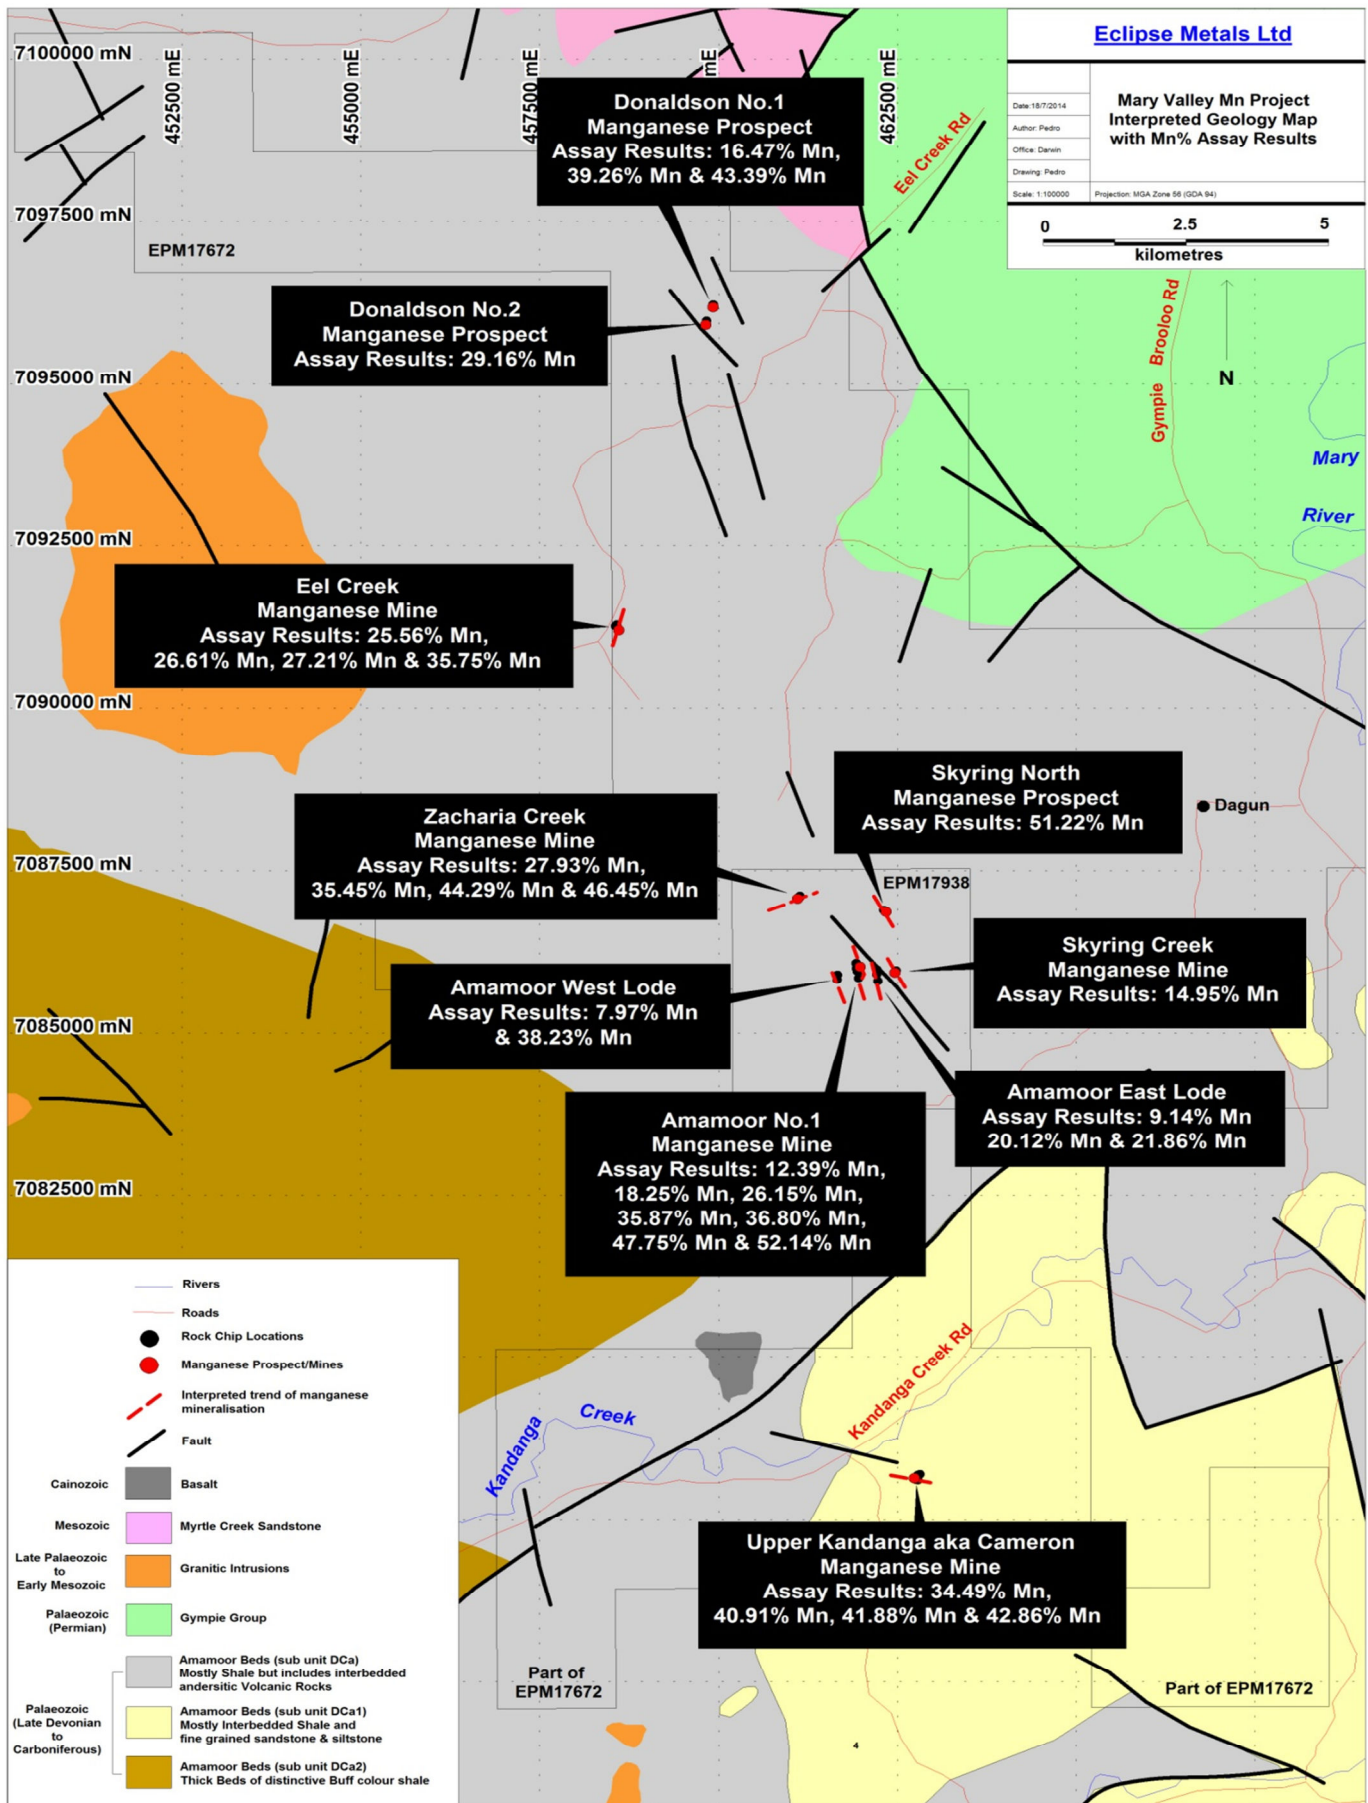 Eclipse Metals Ltd
Date:18/7/2014
Author: Pedro
Office: Darwin
Drawing: Pedro
Scale: 1:100000
Projection: MGA Zone 56 (GDA 94)
Mary Valley Mn Project
Interpreted Geology Map
with Mn% Assay Results
0 2.5 5
kilometres
N
7100000 mN
452500 mE
455000 mE
mE
462500 mE
Donaldson No.1
Manganese Prospect
Assay Results: 16.47% Mn,
39.26% Mn & 43.39% Mn
Eel Creek Rd
7097500 mN
EPM17672
Donaldson No.2
Manganese Prospect
Assay Results: 29.16% Mn
Gympie Brooloo Rd
7095000 mN
Mary
River
7092500 mN
Eel Creek
Manganese Mine
Assay Results: 25.56% Mn,
26.61% Mn, 27.21% Mn & 35.75% Mn
7090000 mN
Skyring North
Manganese Prospect
Assay Results: 51.22% Mn
Dagun
Zacharia Creek
Manganese Mine
Assay Results: 27.93% Mn,
35.45% Mn, 44.29% Mn & 46.45% Mn
7087500 mN
EPM17938
Skyring Creek
Manganese Mine
Assay Results: 14.95% Mn
Amamoor West Lode
Assay Results: 7.97% Mn
& 38.23% Mn
7085000 mN
Amamoor East Lode
Assay Results: 9.14% Mn
20.12% Mn & 21.86% Mn
Amamoor No.1
Manganese Mine
Assay Results: 12.39% Mn,
18.25% Mn, 26.15% Mn,
35.87% Mn, 36.80% Mn,
47.75% Mn & 52.14% Mn
7082500 mN
Kandanga Creek Rd
Kandanga Creek
Upper Kandanga aka Cameron
Manganese Mine
Assay Results: 34.49% Mn,
40.91% Mn, 41.88% Mn & 42.86% Mn
Part of
EPM17672
Part of EPM17672
4
Rivers
Roads
Rock Chip Locations
Manganese Prospect/Mines
Interpreted trend of manganese
mineralisation
Fault
Cainozoic
Basalt
Mesozoic
Myrtle Creek Sandstone
Late Palaeozoic
to
Early Mesozoic
Granitic Intrusions
Palaeozoic
(Permian)
Gympie Group
Palaeozoic
(Late Devonian
to
Carboniferous)
Amamoor Beds (sub unit DCa)
Mostly Shale but includes interbedded
andersitic Volcanic Rocks
Amamoor Beds (sub unit DCa1)
Mostly Interbedded Shale and
fine grained sandstone & siltstone
Amamoor Beds (sub unit DCa2)
Thick Beds of distinctive Buff colour shale